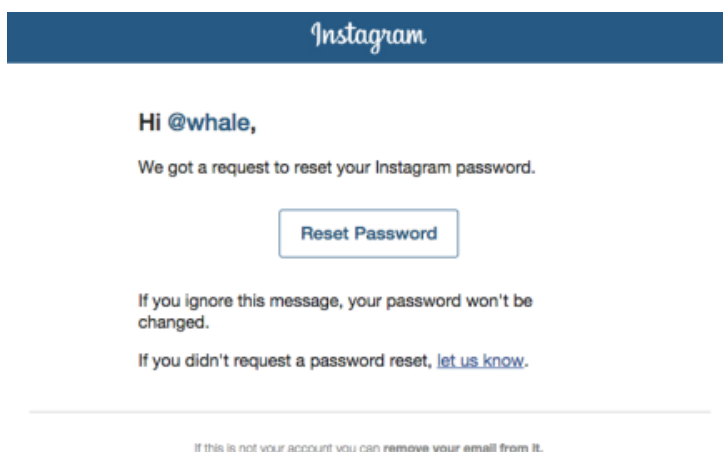 Instagram
Hi @whale,
We got a request to reset your Instagram password.
Reset Password
If you ignore this message, your password won't be
changed.
If you didn't request a password reset, let us know.
If this is not your account you can remove your email from it.